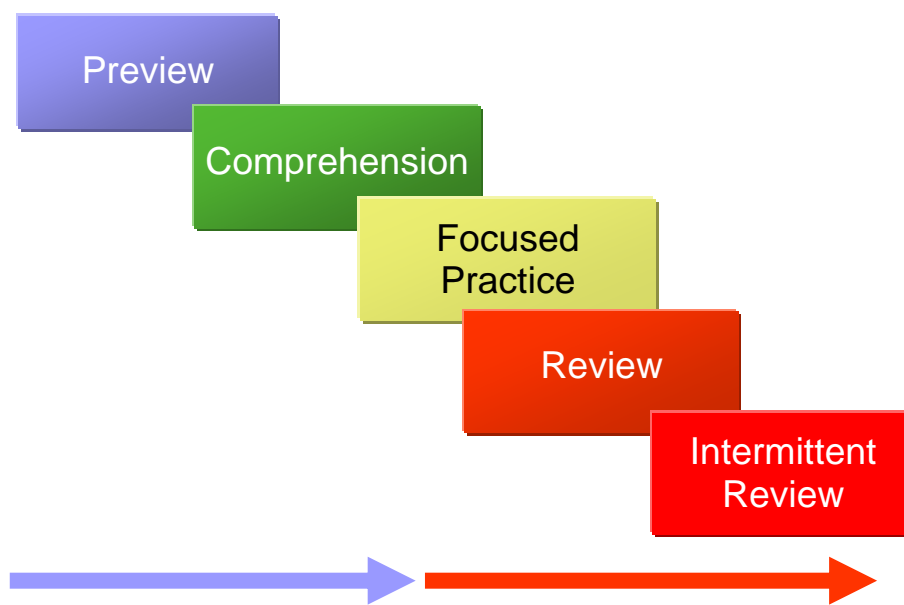 Preview
Comprehension
Focused
Practice
Review
Intermittent
Review